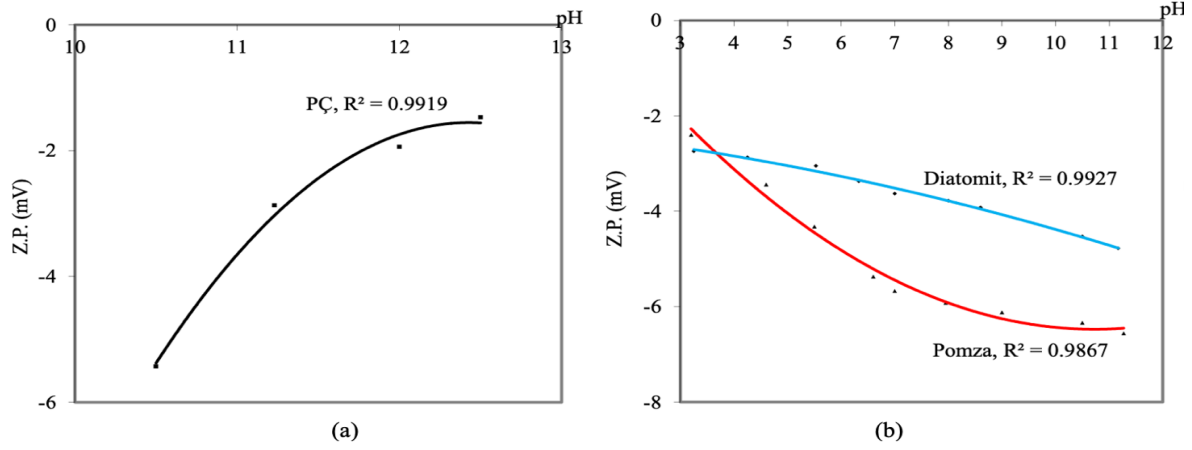 0
pH
10
11
12
13
PÇ, R² = 0.9919
-2
-4
-6
Z.P. (mV)
(a)
0
pH
3 4 5 6 7 8 9 10 11 12
-2
Diatomit, R² = 0.9927
-4
-6
Pomza, R² = 0.9867
-8
Z.P. (mV)
(b)